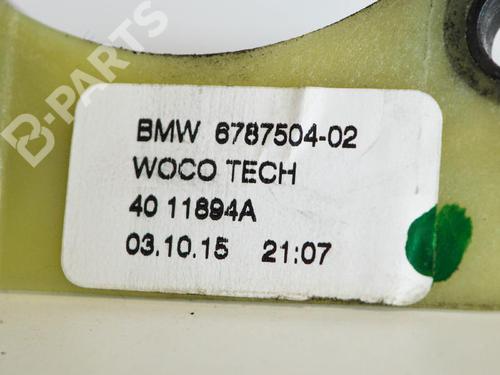 B-PARTS
BMW 6787504-02
WOCO TECH
40 11894A
03.10.15 21:07